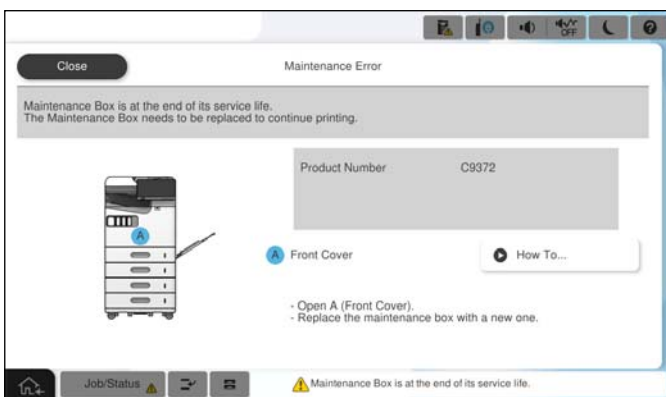 OFF
Close
Maintenance Error
Maintenance Box is at the end of its service life.
The Maintenance Box needs to be replaced to continue printing.
Product Number C9372
A
A Front Cover
How To...
- Open A (Front Cover).
- Replace the maintenance box with a new one.
Job/Status
Maintenance Box is at the end of its service life.